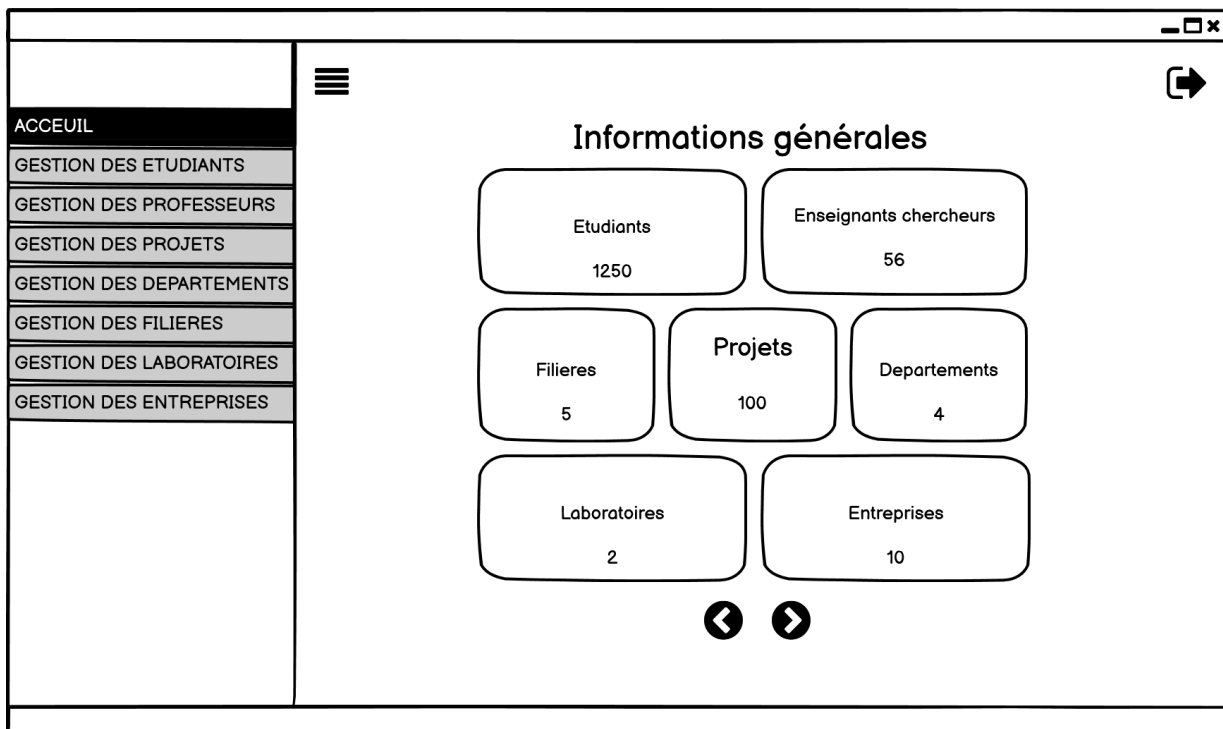 ACCEUIL
GESTION DES ETUDIANTS
GESTION DES PROFESSEURS
GESTION DES PROJETS
GESTION DES DEPARTEMENTS
GESTION DES FILIERES
GESTION DES LABORATOIRES
GESTION DES ENTREPRISES
Informations générales
Etudiants
1250
Enseignants chercheurs
56
Filieres
5
Projets
100
Departements
4
Laboratoires
2
Entreprises
10